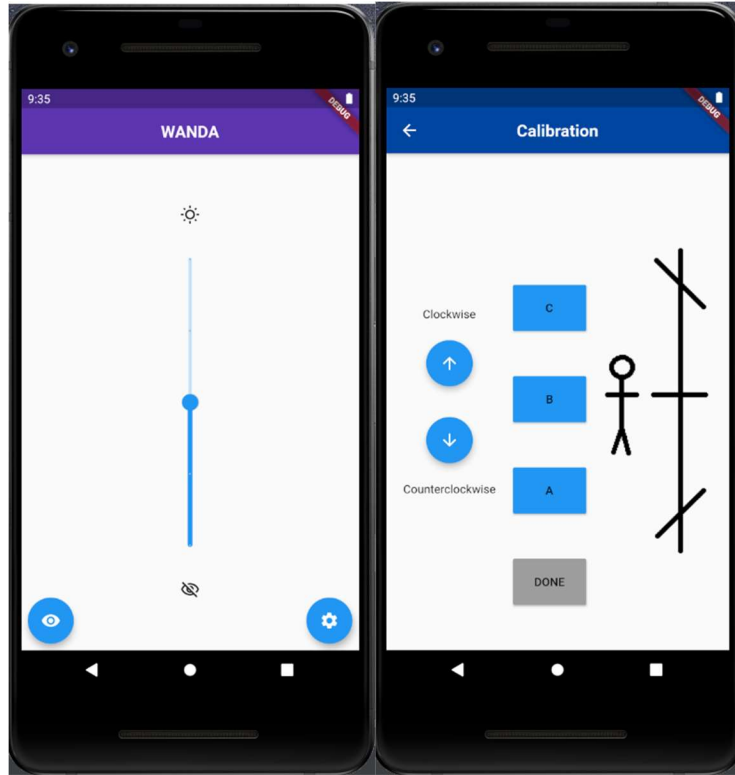 9:35
DEBUG
WANDA
9:35
DEBUG
Calibration
Clockwise
C
B
A
Counterclockwise
DONE